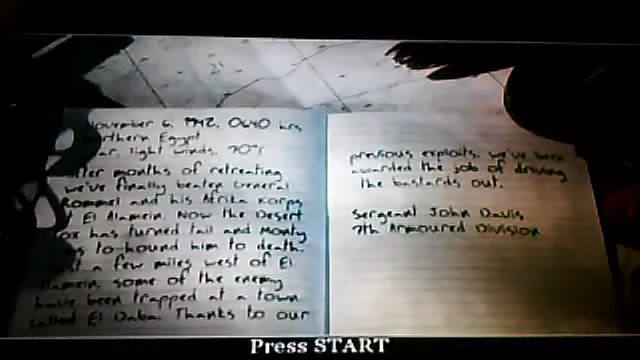 November 6, 1942, 0640 hrs
Northern Egypt
light winds, 70°F
After months of retreating
we've finally beaten General
Rommel and his Afrika Korps
at El Alamein. Now the Desert
Fox has turned tail and Monty
to hound him to death.
Just a few miles west of El
Alamein, some of the enemy
have been trapped at a town
called El Daba. Thanks to our
previous exploits, we've been
awarded the job of driving
the bastards out.
Sergeant John Davis
7th Armoured Division
Press START